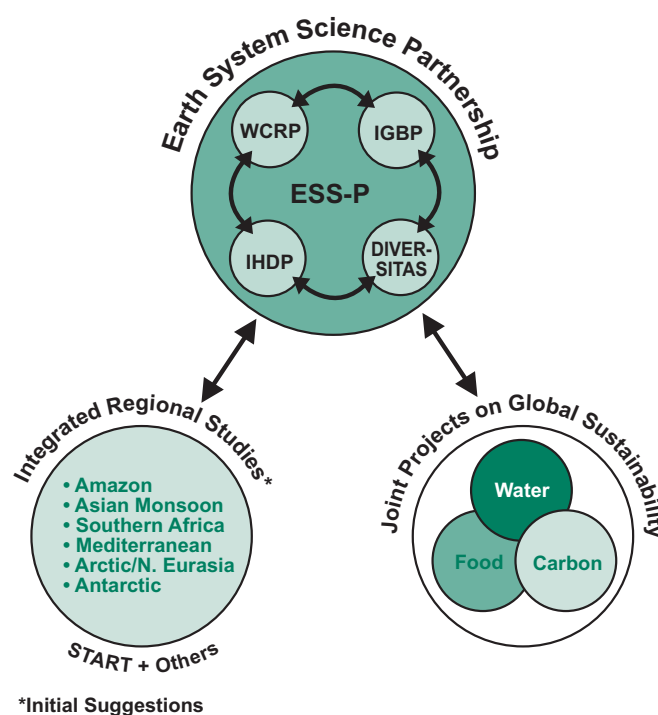 Earth System Science Partnership
WCRP
IGBP
ESS-P
IHDP
DIVER-
SITAS
Integrated Regional Studies*
• Amazon
• Asian Monsoon
• Southern Africa
• Mediterranean
• Arctic/N. Eurasia
• Antarctic
START + Others
Joint Projects on Global Sustainability
Water
Food
Carbon
*Initial Suggestions